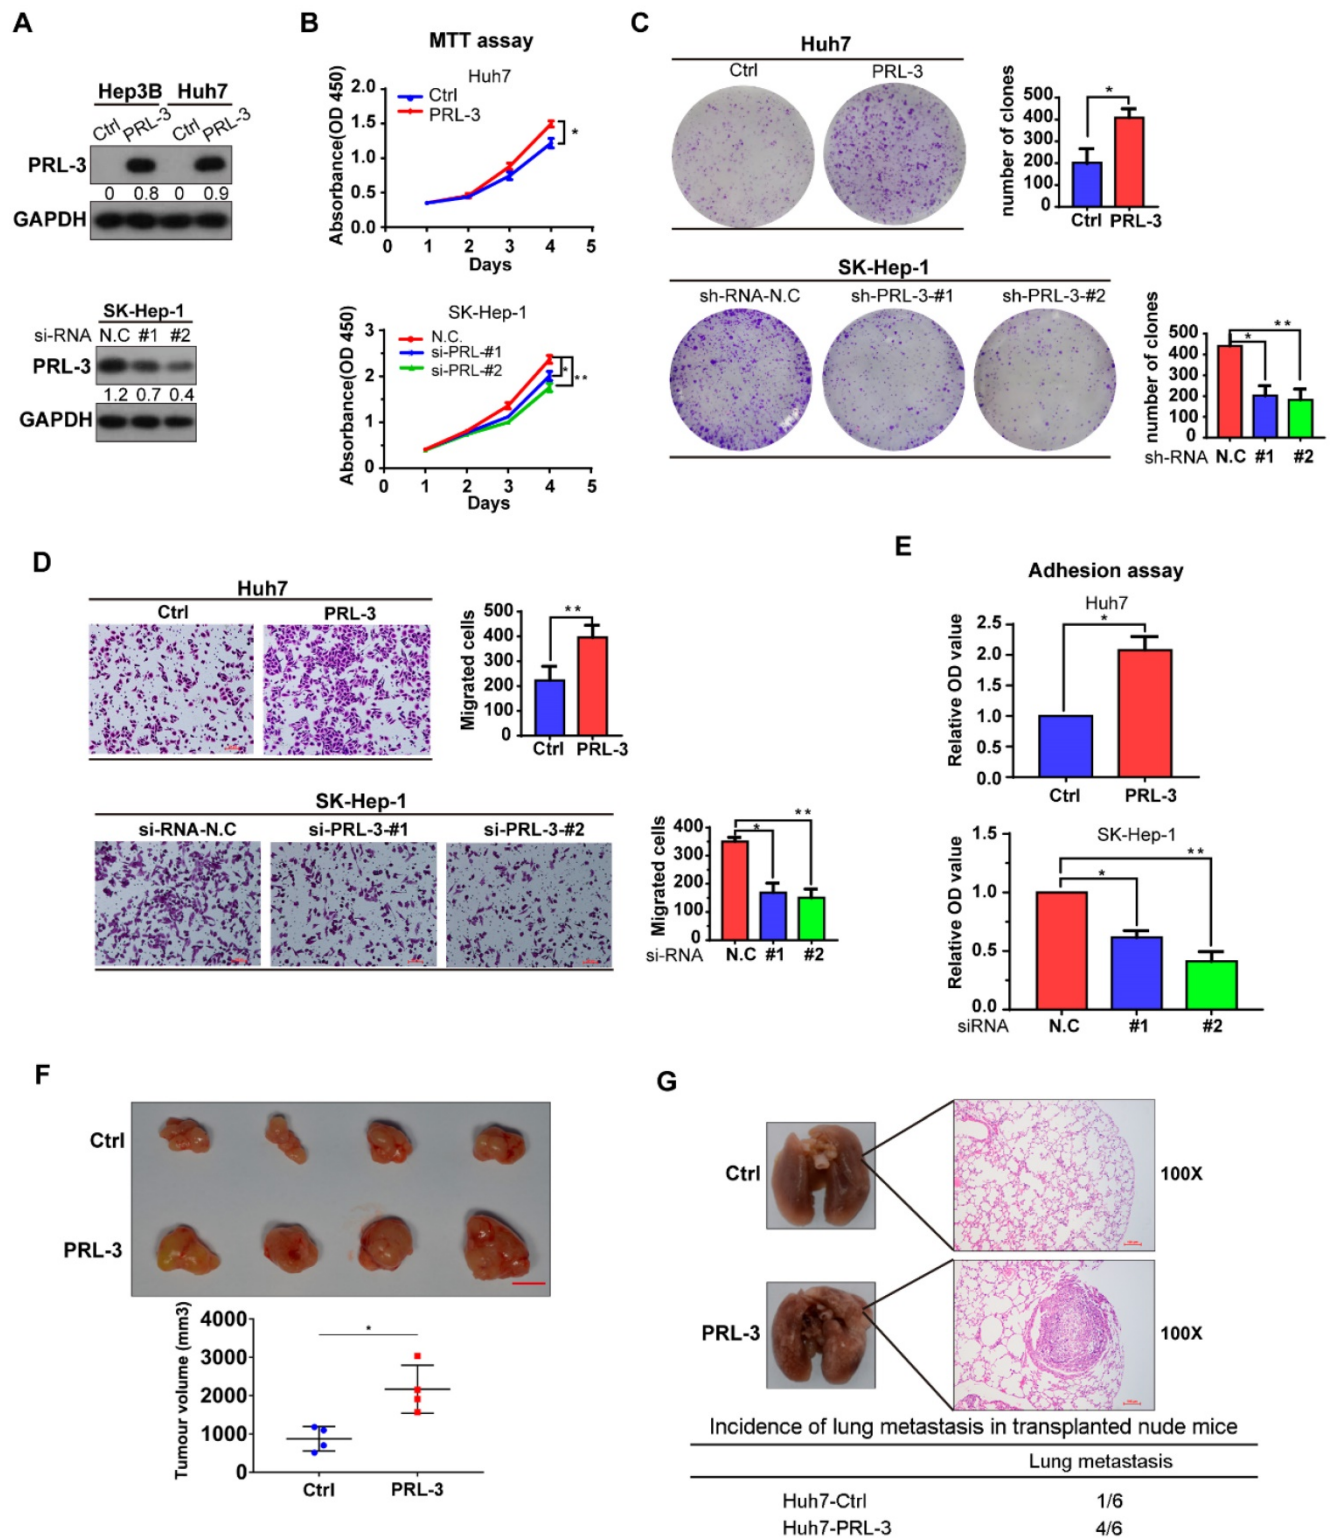 A
Hep3B Huh7
Ctrl PRL-3 Ctrl PRL-3
PRL-3
0 0.8 0 0.9
GAPDH
SK-Hep-1
si-RNA N.C #1 #2
PRL-3
1.2 0.7 0.4
GAPDH
B
MTT assay
Huh7
Ctrl
PRL-3
Absorbance(OD 450)
2.0
1.5
1.0
0.5
0.0
*
0 1 2 3 4 5
Days
SK-Hep-1
N.C.
si-PRL-#1
si-PRL-#2
Absorbance(OD 450)
3
2
1
0
* **
0 1 2 3 4 5
Days
C
Huh7
Ctrl PRL-3
number of clones
500
400
300
200
100
0
*
Ctrl PRL-3
SK-Hep-1
sh-RNA-N.C sh-PRL-3-#1 sh-PRL-3-#2
number of clones
500
400
300
200
100
0
* **
sh-RNA N.C #1 #2
D
Huh7
Ctrl PRL-3
Migrated cells
500
400
300
200
100
0
**
Ctrl PRL-3
SK-Hep-1
si-RNA-N.C si-PRL-3-#1 si-PRL-3-#2
Migrated cells
400
300
200
100
0
* **
si-RNA N.C #1 #2
E
Adhesion assay
Huh7
Relative OD value
2.5
2.0
1.5
1.0
0.5
0.0
*
Ctrl PRL-3
SK-Hep-1
Relative OD value
1.5
1.0
0.5
0.0
* **
siRNA N.C #1 #2
F
Ctrl
PRL-3
Tumour volume (mm3)
4000
3000
2000
1000
0
*
Ctrl PRL-3
G
Ctrl 100X
PRL-3 100X
Incidence of lung metastasis in transplanted nude mice
Lung metastasis
Huh7-Ctrl 1/6
Huh7-PRL-3 4/6